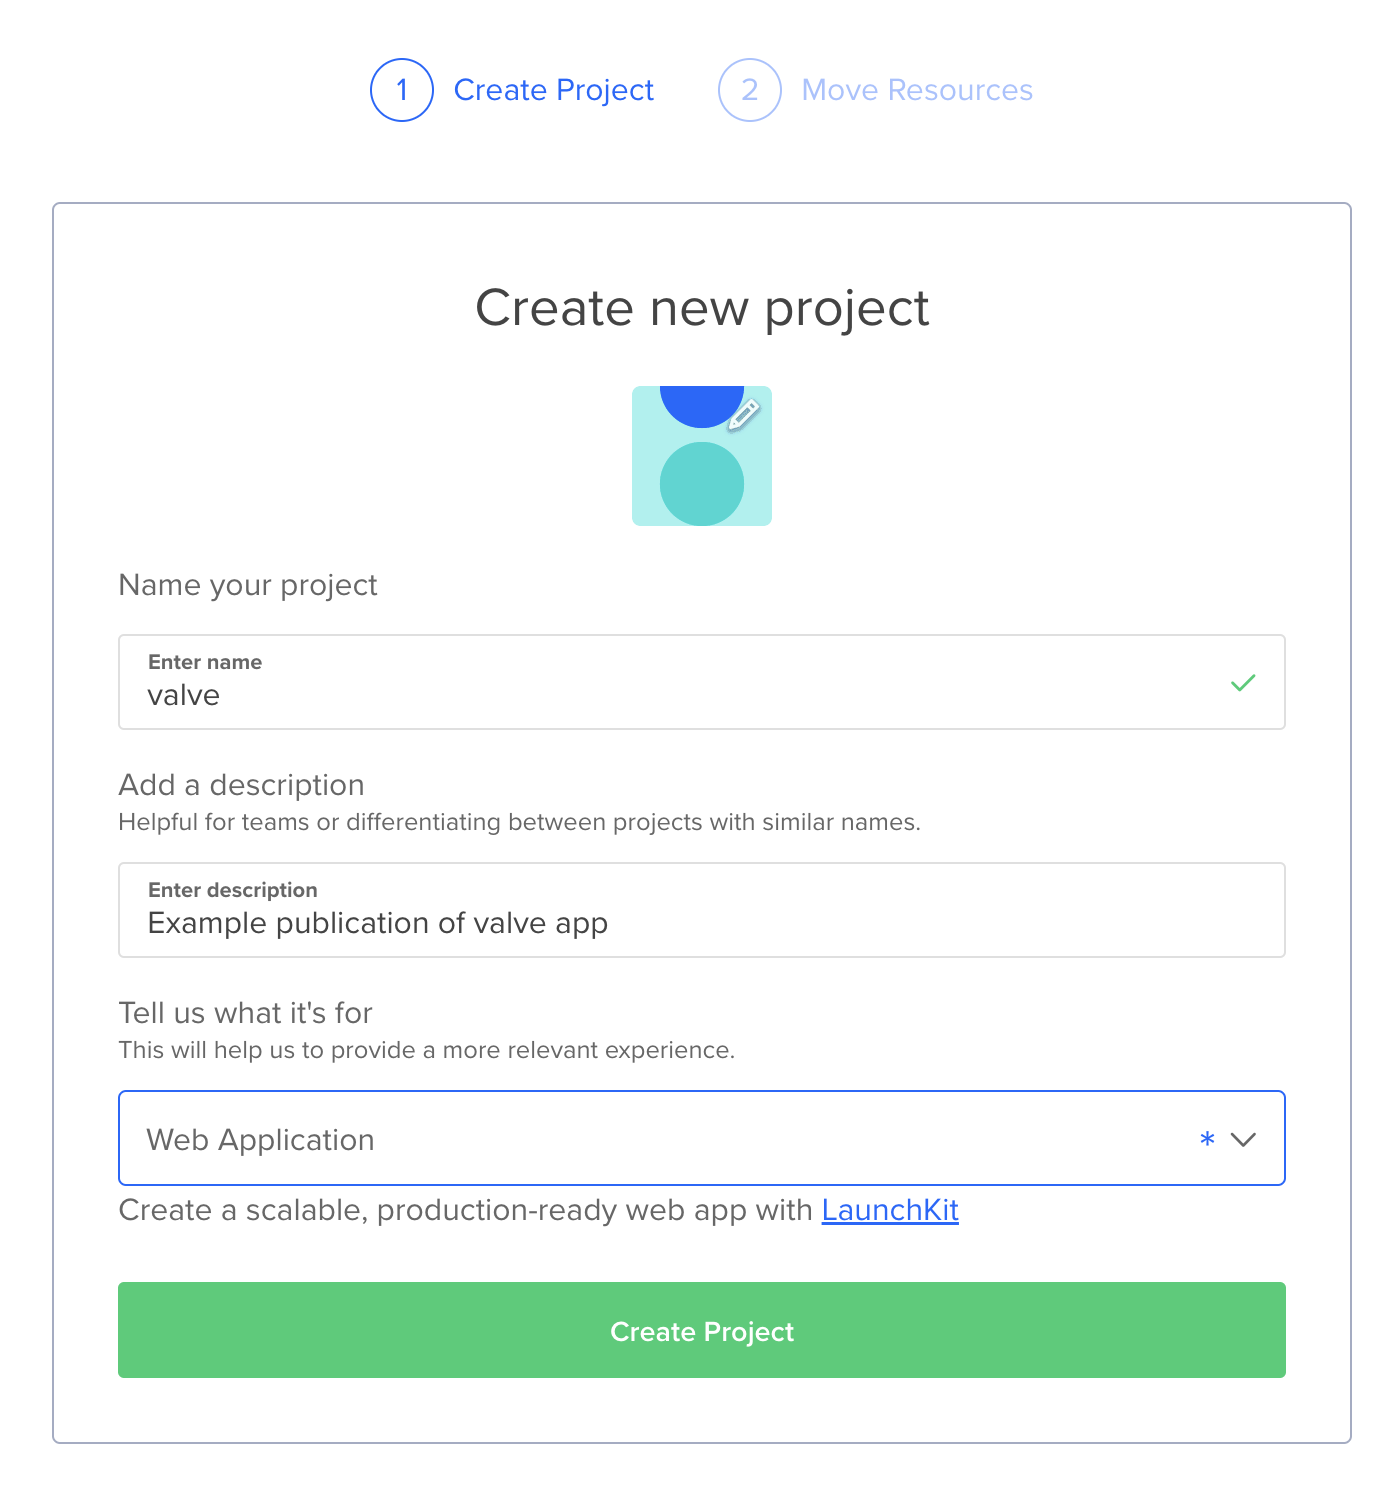 1 Create Project 2 Move Resources
Create new project
Name your project
Enter name
valve
Add a description
Helpful for teams or differentiating between projects with similar names.
Enter description
Example publication of valve app
Tell us what it's for
This will help us to provide a more relevant experience.
Web Application *
Create a scalable, production-ready web app with LaunchKit
Create Project